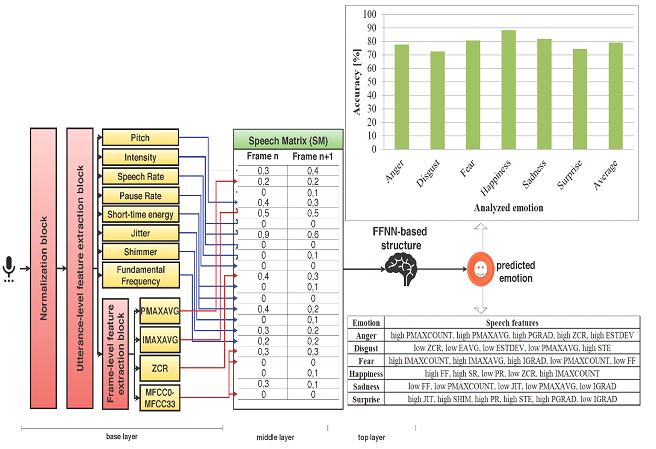 100
90
80
70
60
50
40
30
20
10
0
Accuracy [%]
Anger
Disgust
Fear
Happiness
Sadness
Surprise
Average
Analyzed emotion
Normalization block
Utterance-level feature extraction block
Pitch
Intensity
Speech Rate
Pause Rate
Short-time energy
Jitter
Shimmer
Fundamental
Frequency
Frame-level feature
extraction block
PMAXAVG
IMAXAVG
ZCR
MFCC0-
MFCC33
Speech Matrix (SM)
Frame n Frame n+1
0.3 0.4
0.2 0.2
0 0.1
0.4 0.3
0.5 0.5
0 0
0.9 0.6
0 0
0 0.1
0 0
0.4 0.3
0 0.1
0 0
0.4 0.2
0 0.1
0.3 0.2
0.2 0.2
0.3 0.3
0 0
0 0.1
0.3 0.1
0 0
FFNN-based
structure
predicted
emotion
Emotion Speech features
Anger high PMAXCOUNT, high PMAXAVG, high PGRAD, high ZCR, high ESTDEV
Disgust low ZCR, low EAVG, low ESTDEV, low PMAXAVG, high STE
Fear high IMAXCOUNT, high IMAXAVG, high IGRAD, low PMAXCOUNT, low FF
Happiness high FF, high SR, low PR, low ZCR, high IMAXCOUNT
Sadness low FF, low PMAXCOUNT, low JIT, low PMAXAVG, low IGRAD
Surprise high JIT, high SHIM, high PR, high STE, high PGRAD, low IGRAD
base layer
middle layer
top layer